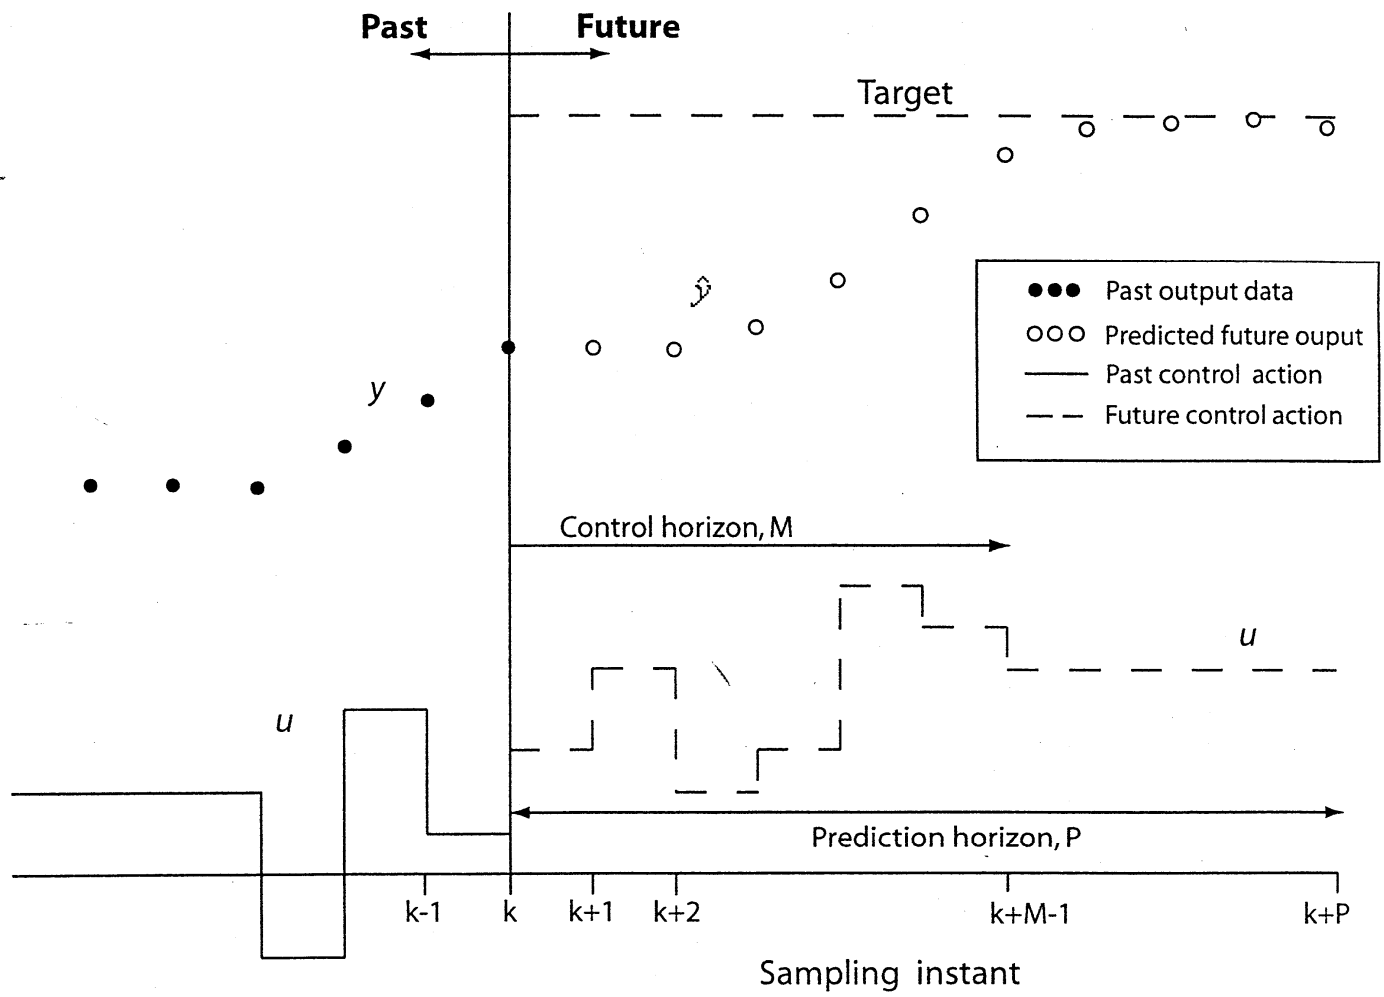 Past Future
Target
ŷ
Past output data
Predicted future ouput
Past control action
Future control action
y
Control horizon, M
u
u
Prediction horizon, P
k-1 k k+1 k+2 k+M-1 k+P
Sampling instant